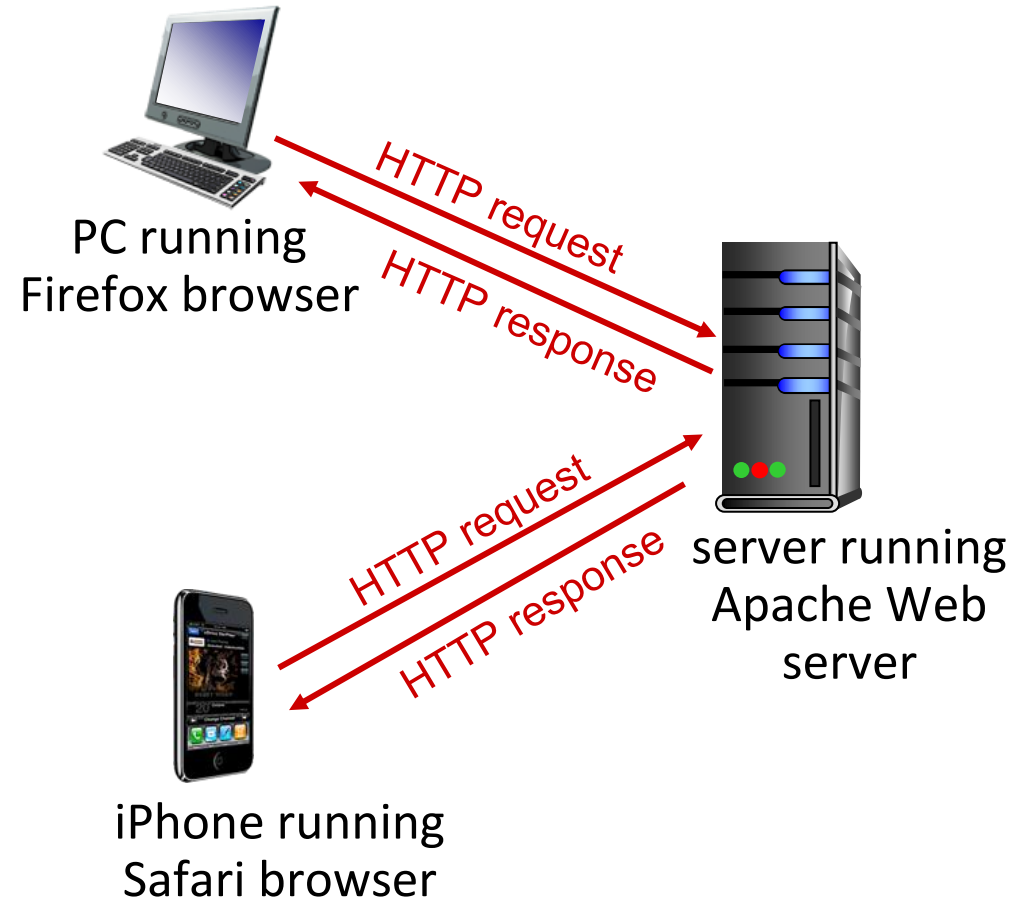 HTTP request
HTTP response
PC running
Firefox browser
HTTP request
HTTP response
server running
Apache Web
server
iPhone running
Safari browser